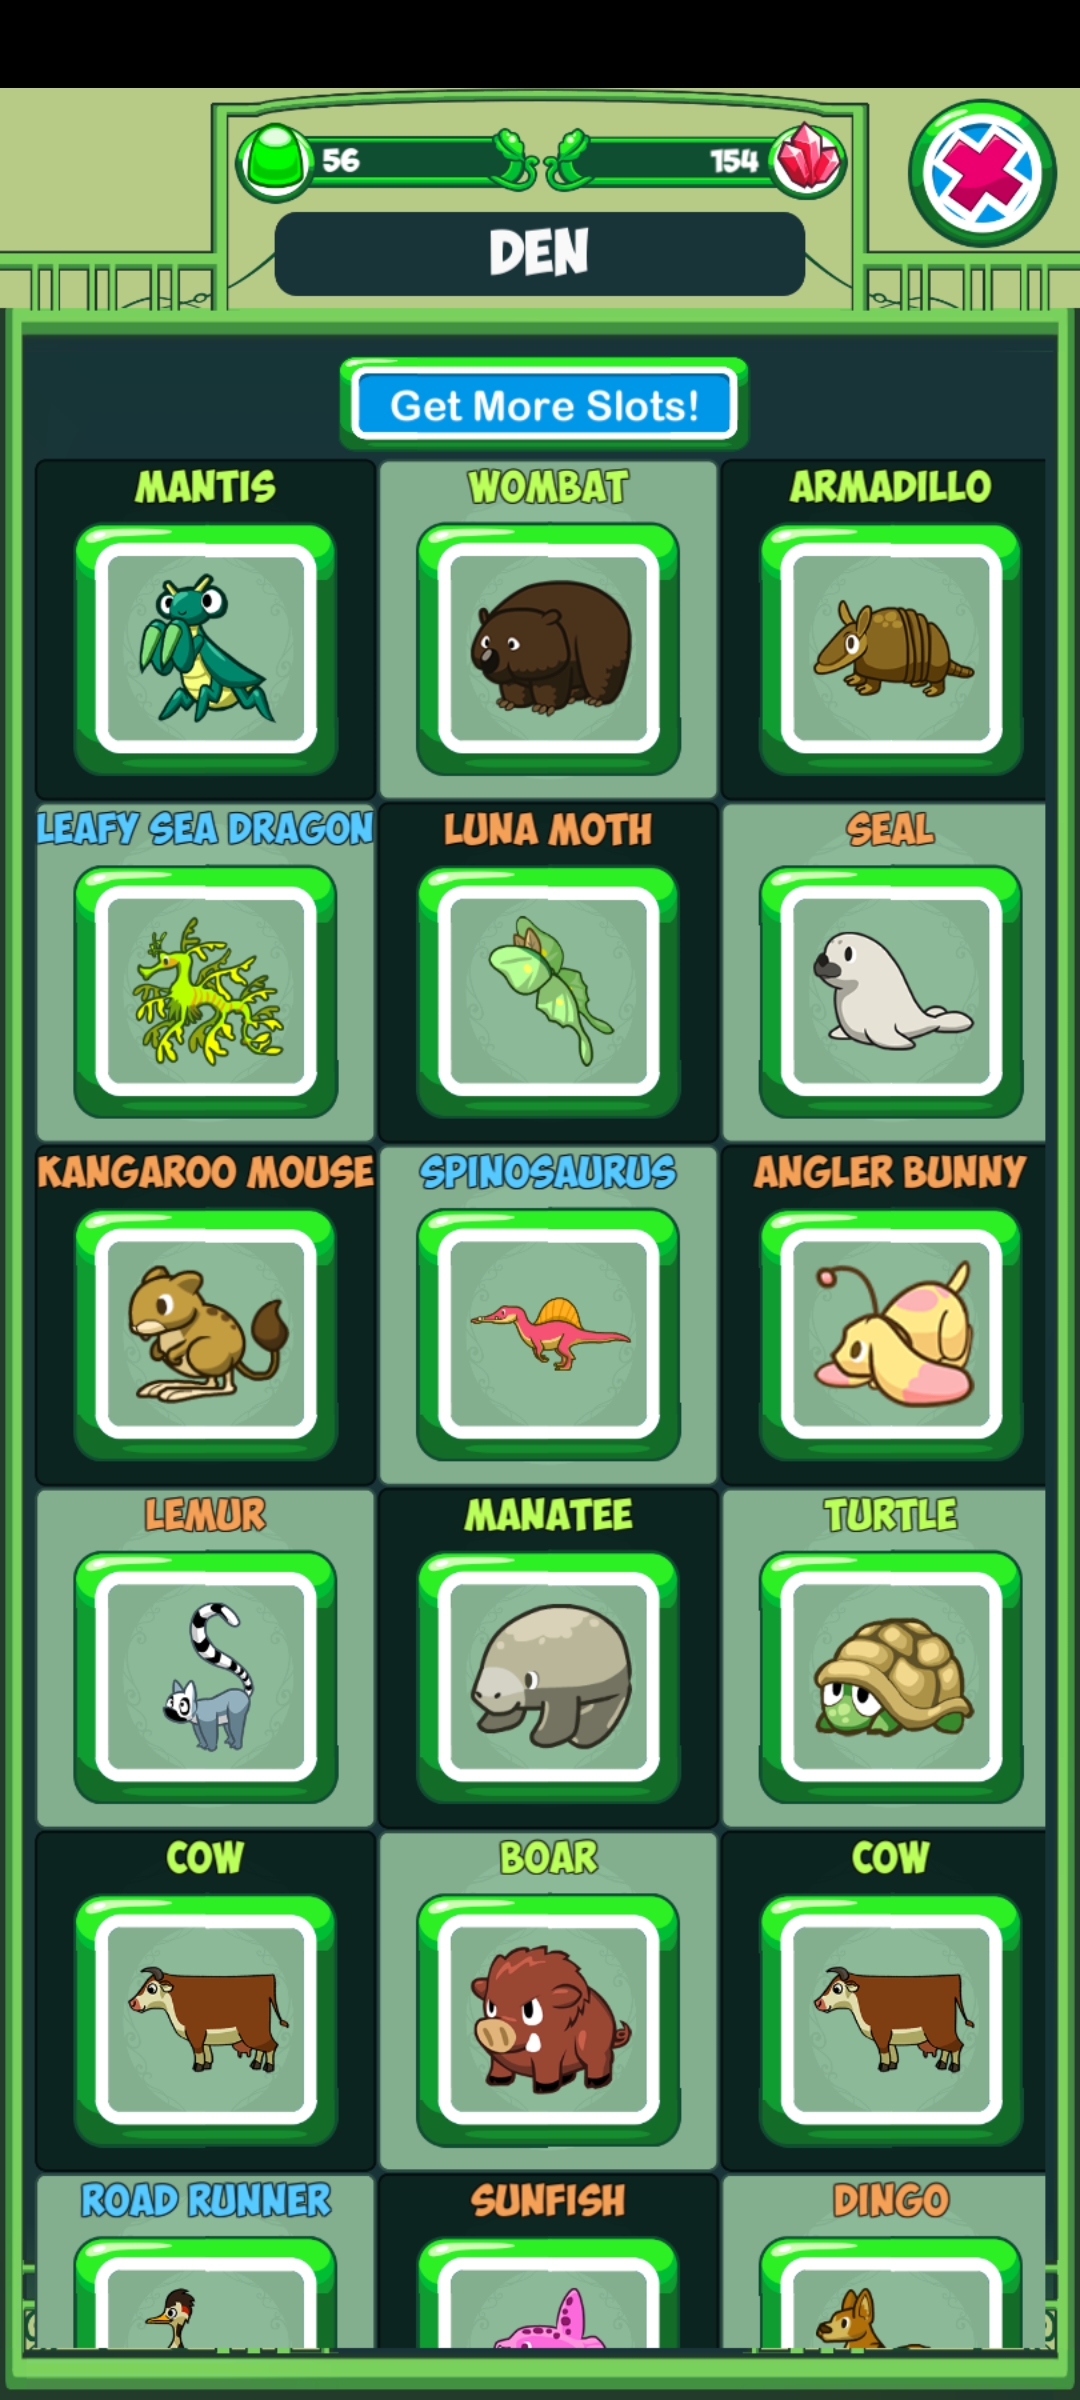 56 154
DEN
Get More Slots!
MANTIS WOMBAT ARMADILLO
LEAFY SEA DRAGON LUNA MOTH SEAL
KANGAROO MOUSE SPINOSAURUS ANGLER BUNNY
LEMUR MANATEE TURTLE
COW BOAR COW
ROAD RUNNER SUNFISH DINGO